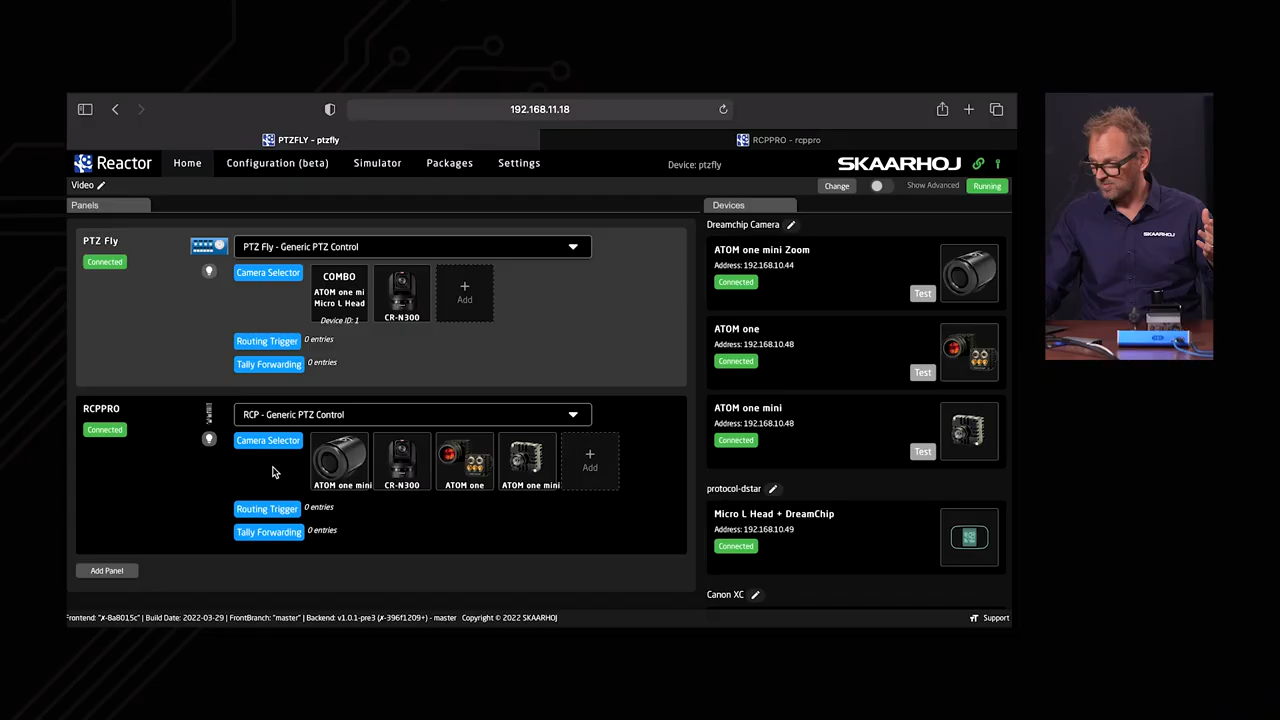 192.168.11.18
PTZFLY – ptzfly
RCPPRO – rcppro
Reactor
Home
Configuration (beta)
Simulator
Packages
Settings
Device: ptzfly
SKAARHOJ
Video
Change
Show Advanced
Running
Panels
PTZ Fly
Connected
PTZ Fly - Generic PTZ Control
Camera Selector
COMBO
ATOM one mi
Micro L Head
Device ID: 1
CR-N300
+
Add
Routing Trigger
0 entries
Tally Forwarding
0 entries
RCPPRO
Connected
RCP - Generic PTZ Control
Camera Selector
ATOM one mini
CR-N300
ATOM one
ATOM one mini
+
Add
Routing Trigger
0 entries
Tally Forwarding
0 entries
Add Panel
Devices
Dreamchip Camera
ATOM one mini Zoom
Address: 192.168.10.44
Connected
Test
ATOM one
Address: 192.168.10.48
Connected
Test
ATOM one mini
Address: 192.168.10.48
Connected
Test
protocol-dstar
Micro L Head + DreamChip
Address: 192.168.10.49
Connected
Canon XC
Frontend: "✗-8a8015c" | Build Date: 2022-03-29 | FrontBranch: "master" | Backend: v1.0.1-pre3 (✗-396f1209+) - master Copyright © 2022 SKAARHOJ
Support
SKAARHOJ